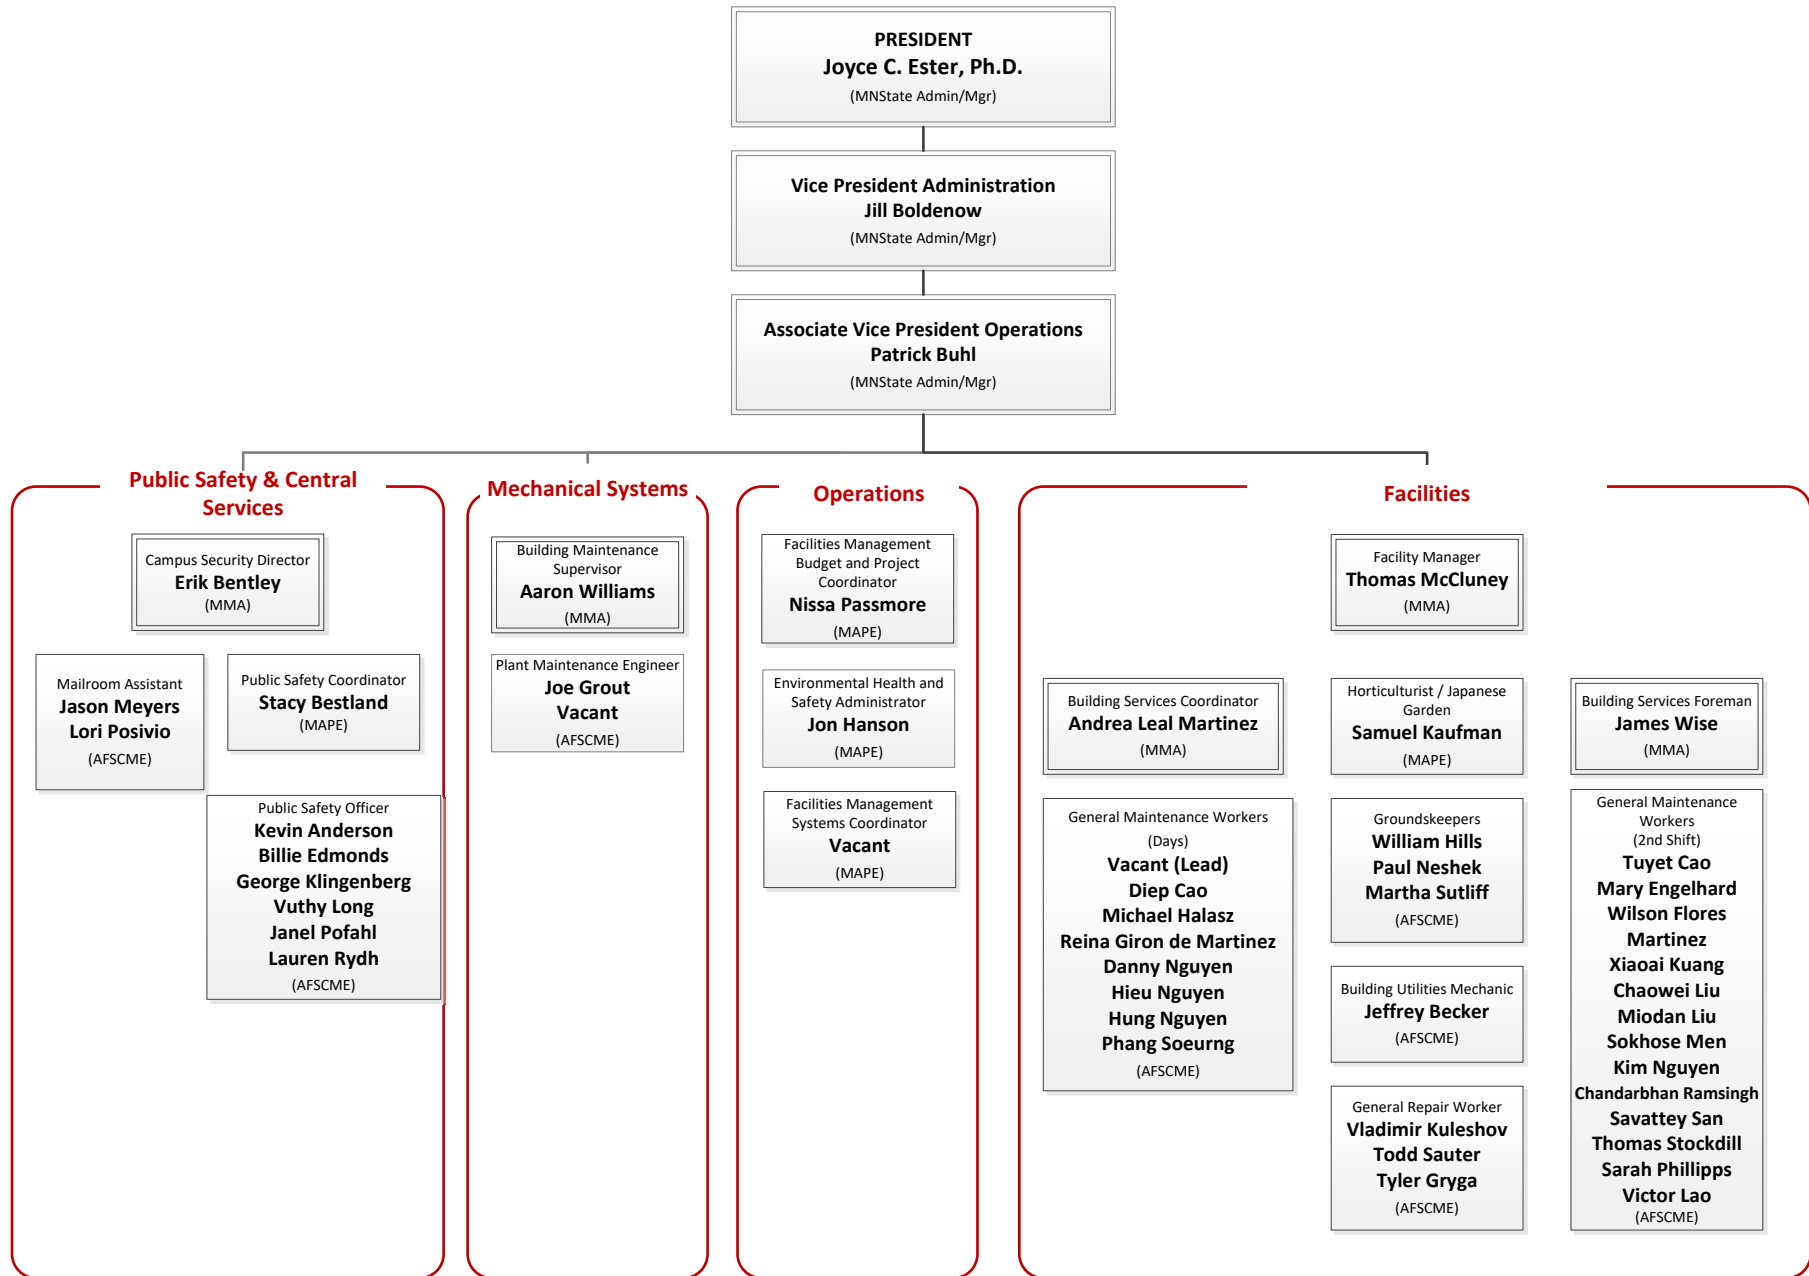 PRESIDENT
Joyce C. Ester, Ph.D.
(MNState Admin/Mgr)
Vice President Administration
Jill Boldenow
(MNState Admin/Mgr)
Associate Vice President Operations
Patrick Buhl
(MNState Admin/Mgr)
Public Safety & Central
Services
Campus Security Director
Erik Bentley
(MMA)
Mailroom Assistant
Jason Meyers
Lori Posivio
(AFSCME)
Public Safety Coordinator
Stacy Bestland
(MAPE)
Public Safety Officer
Kevin Anderson
Billie Edmonds
George Klingenberg
Vuthy Long
Janel Pofahl
Lauren Rydh
(AFSCME)
Mechanical Systems
Building Maintenance
Supervisor
Aaron Williams
(MMA)
Plant Maintenance Engineer
Joe Grout
Vacant
(AFSCME)
Operations
Facilities Management
Budget and Project
Coordinator
Nissa Passmore
(MAPE)
Environmental Health and
Safety Administrator
Jon Hanson
(MAPE)
Facilities Management
Systems Coordinator
Vacant
(MAPE)
Facilities
Facility Manager
Thomas McCluney
(MMA)
Building Services Coordinator
Andrea Leal Martinez
(MMA)
General Maintenance Workers
(Days)
Vacant (Lead)
Diep Cao
Michael Halasz
Reina Giron de Martinez
Danny Nguyen
Hieu Nguyen
Hung Nguyen
Phang Soeurng
(AFSCME)
Horticulturist / Japanese
Garden
Samuel Kaufman
(MAPE)
Groundskeepers
William Hills
Paul Neshek
Martha Sutliff
(AFSCME)
Building Utilities Mechanic
Jeffrey Becker
(AFSCME)
General Repair Worker
Vladimir Kuleshov
Todd Sauter
Tyler Gryga
(AFSCME)
Building Services Foreman
James Wise
(MMA)
General Maintenance
Workers
(2nd Shift)
Tuyet Cao
Mary Engelhard
Wilson Flores
Martinez
Xiaoai Kuang
Chaowei Liu
Miodan Liu
Sokhose Men
Kim Nguyen
Chandarbhan Ramsingh
Savattey San
Thomas Stockdill
Sarah Phillipps
Victor Lao
(AFSCME)